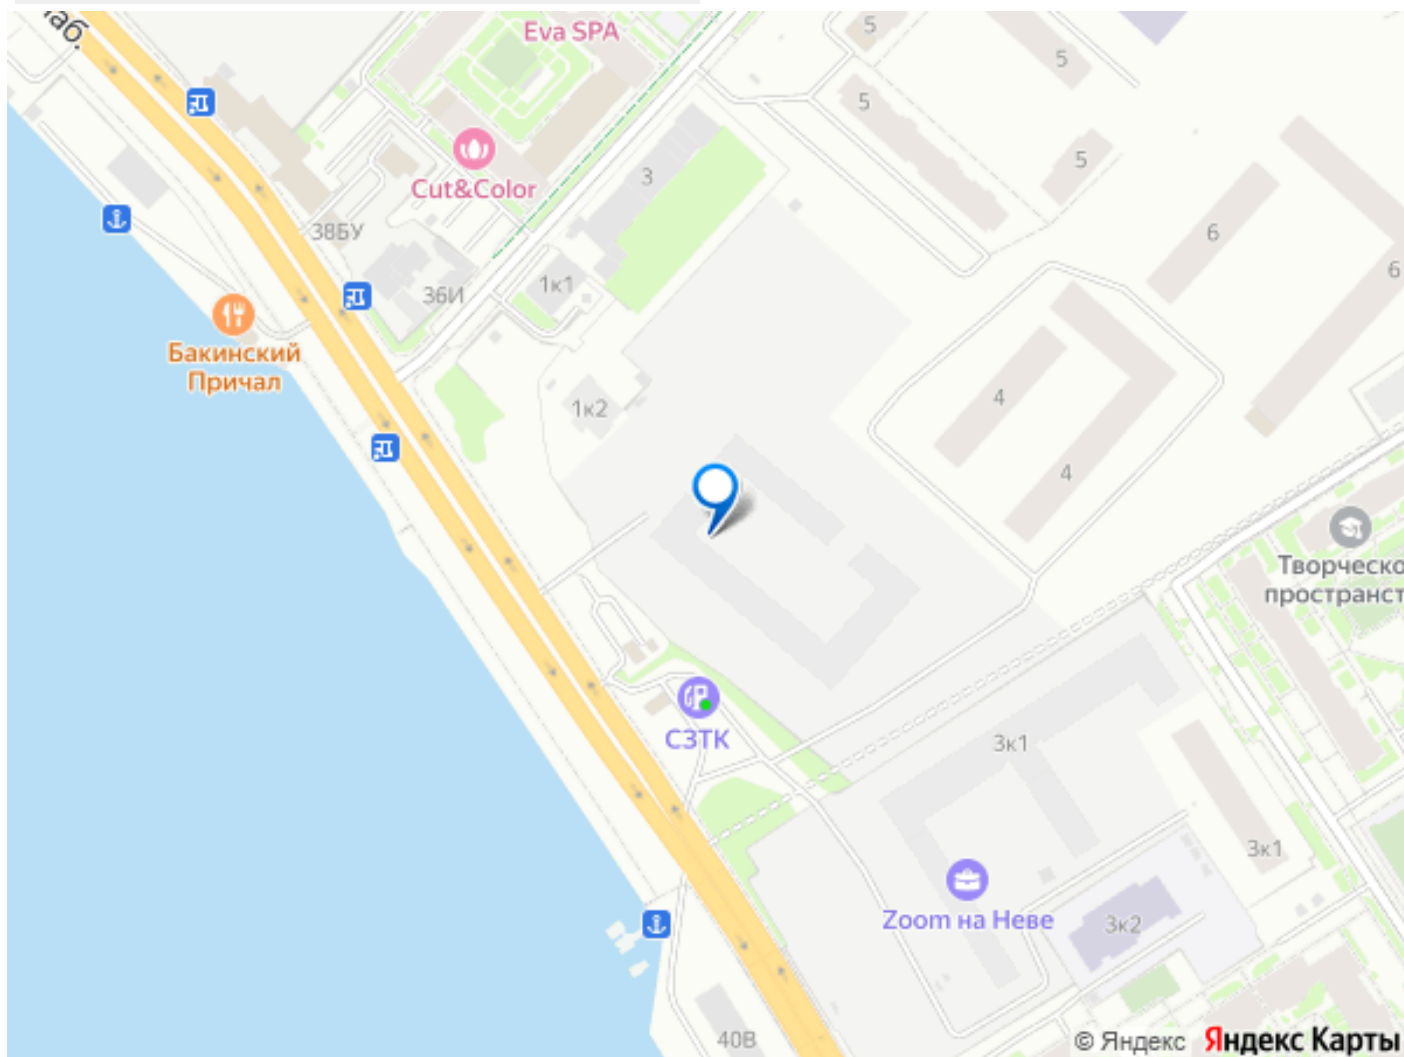 наб.
Eva SPA
5
5
5
5
Cut&Color
3
38БУ
36И
1к1
6
6
Бакинский
Причал
1к2
4
4
Творческо
пространст
СЗТК
3к1
3к1
Zoom на Неве
3к2
40В
© Яндекс Яндекс Карты